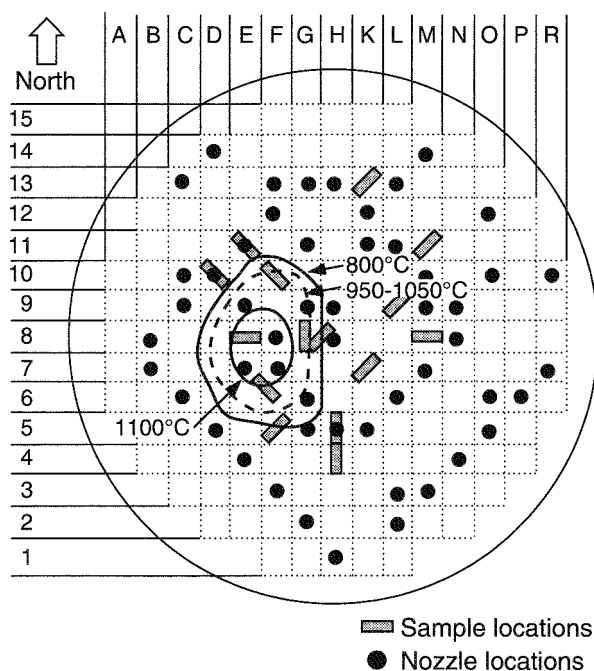 A B C D E F G H K L M N O P R
North
15
14
13
12
11
10
9
8
7
6
5
4
3
2
1
800°C
950-1050°C
1100°C
Sample locations
Nozzle locations